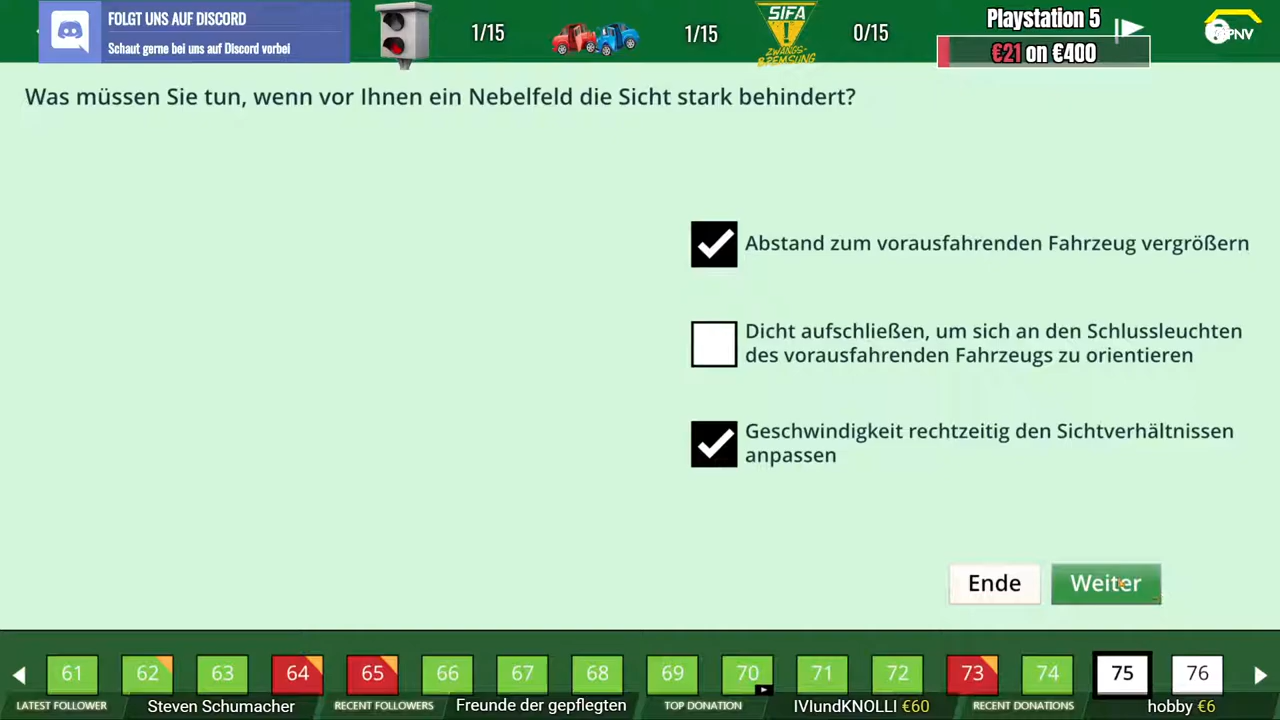 FOLGT UNS AUF DISCORD
Schaut gerne bei uns auf Discord vorbei
1/15
1/15
SIFA
ZWANGS-
BREMSUNG
0/15
Playstation 5
€21 on €400
Was müssen Sie tun, wenn vor Ihnen ein Nebelfeld die Sicht stark behindert?
Abstand zum vorausfahrenden Fahrzeug vergrößern
Dicht aufschließen, um sich an den Schlussleuchten
des vorausfahrenden Fahrzeugs zu orientieren
Geschwindigkeit rechtzeitig den Sichtverhältnissen
anpassen
Ende
Weiter
61 62 63 64 65 66 67 68 69 70 71 72 73 74 75 76
LATEST FOLLOWER Steven Schumacher RECENT FOLLOWERS Freunde der gepflegten TOP DONATION IVIundKNOLLI €60 RECENT DONATIONS hobby €6